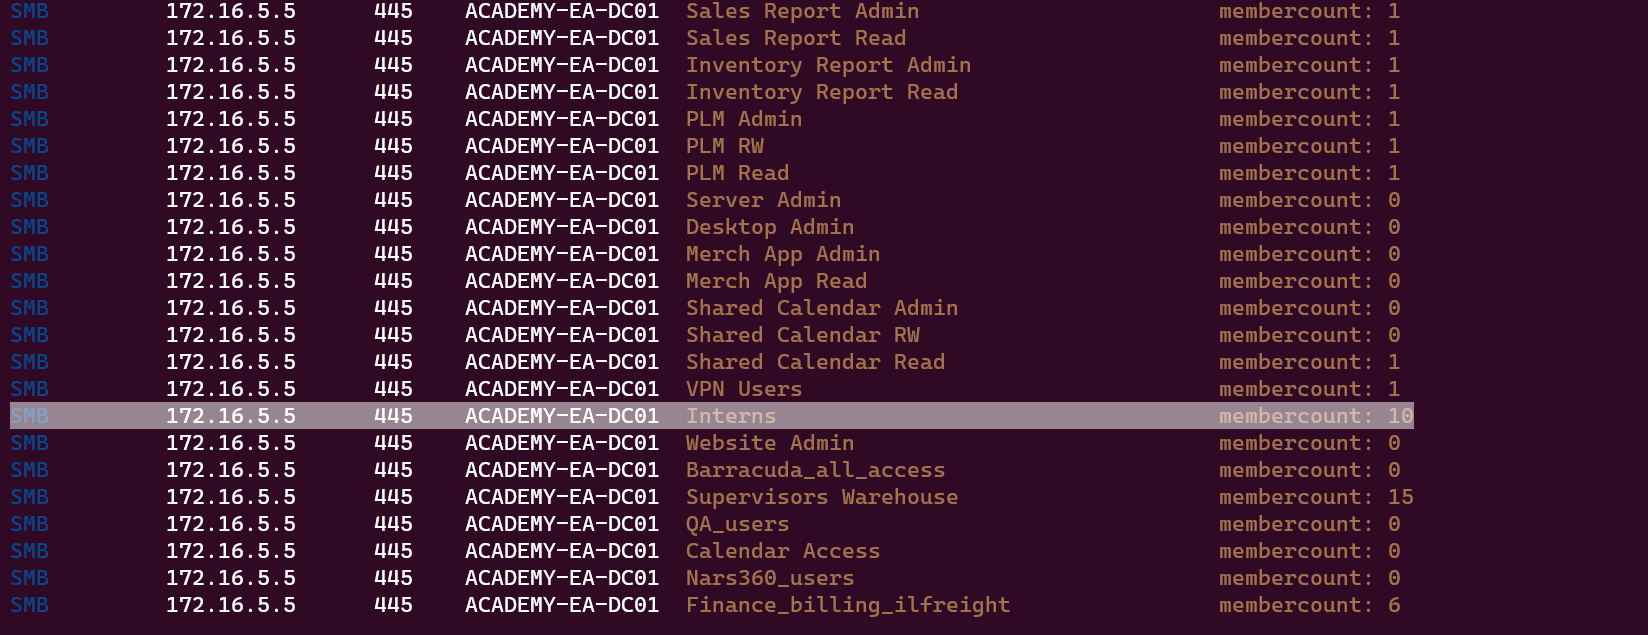 SMB 172.16.5.5 445 ACADEMY-EA-DC01 Sales Report Admin membercount: 1
SMB 172.16.5.5 445 ACADEMY-EA-DC01 Sales Report Read membercount: 1
SMB 172.16.5.5 445 ACADEMY-EA-DC01 Inventory Report Admin membercount: 1
SMB 172.16.5.5 445 ACADEMY-EA-DC01 Inventory Report Read membercount: 1
SMB 172.16.5.5 445 ACADEMY-EA-DC01 PLM Admin membercount: 1
SMB 172.16.5.5 445 ACADEMY-EA-DC01 PLM RW membercount: 1
SMB 172.16.5.5 445 ACADEMY-EA-DC01 PLM Read membercount: 1
SMB 172.16.5.5 445 ACADEMY-EA-DC01 Server Admin membercount: 0
SMB 172.16.5.5 445 ACADEMY-EA-DC01 Desktop Admin membercount: 0
SMB 172.16.5.5 445 ACADEMY-EA-DC01 Merch App Admin membercount: 0
SMB 172.16.5.5 445 ACADEMY-EA-DC01 Merch App Read membercount: 0
SMB 172.16.5.5 445 ACADEMY-EA-DC01 Shared Calendar Admin membercount: 0
SMB 172.16.5.5 445 ACADEMY-EA-DC01 Shared Calendar RW membercount: 0
SMB 172.16.5.5 445 ACADEMY-EA-DC01 Shared Calendar Read membercount: 1
SMB 172.16.5.5 445 ACADEMY-EA-DC01 VPN Users membercount: 1
SMB 172.16.5.5 445 ACADEMY-EA-DC01 Interns membercount: 10
SMB 172.16.5.5 445 ACADEMY-EA-DC01 Website Admin membercount: 0
SMB 172.16.5.5 445 ACADEMY-EA-DC01 Barracuda_all_access membercount: 0
SMB 172.16.5.5 445 ACADEMY-EA-DC01 Supervisors Warehouse membercount: 15
SMB 172.16.5.5 445 ACADEMY-EA-DC01 QA_users membercount: 0
SMB 172.16.5.5 445 ACADEMY-EA-DC01 Calendar Access membercount: 0
SMB 172.16.5.5 445 ACADEMY-EA-DC01 Nars360_users membercount: 0
SMB 172.16.5.5 445 ACADEMY-EA-DC01 Finance_billing_ilfreight membercount: 6